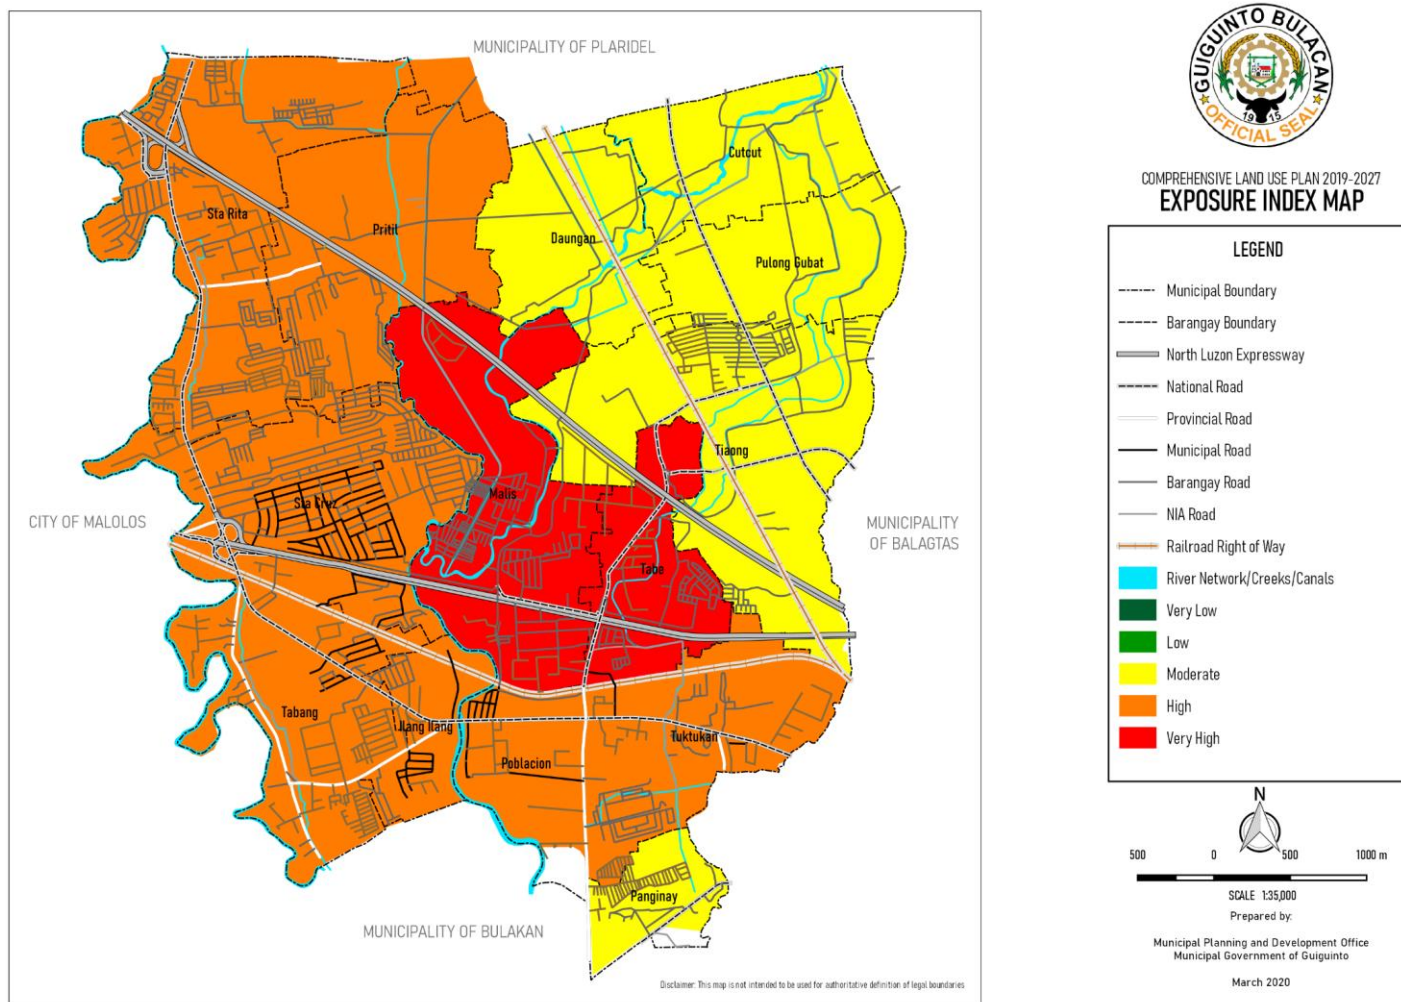 MUNICIPALITY OF PLARIDEL
Cutcut
Sta Rita
Pritil
Daungan
Pulong Gubat
Tiaong
Malis
Sta Cruz
CITY OF MALOLOS
MUNICIPALITY
OF BALAGTAS
Tabe
Tabang
Ilang Ilang
Tuktukan
Poblacion
Panginay
MUNICIPALITY OF BULAKAN
Disclaimer: This map is not intended to be used for authoritative definition of legal boundaries
GUIGUINTO BULACAN
1915
OFFICIAL SEAL
COMPREHENSIVE LAND USE PLAN 2019-2027
EXPOSURE INDEX MAP
LEGEND
Municipal Boundary
Barangay Boundary
North Luzon Expressway
National Road
Provincial Road
Municipal Road
Barangay Road
NIA Road
Railroad Right of Way
River Network/Creeks/Canals
Very Low
Low
Moderate
High
Very High
N
500 0 500 1000 m
SCALE 1:35,000
Prepared by:
Municipal Planning and Development Office
Municipal Government of Guiguinto
March 2020